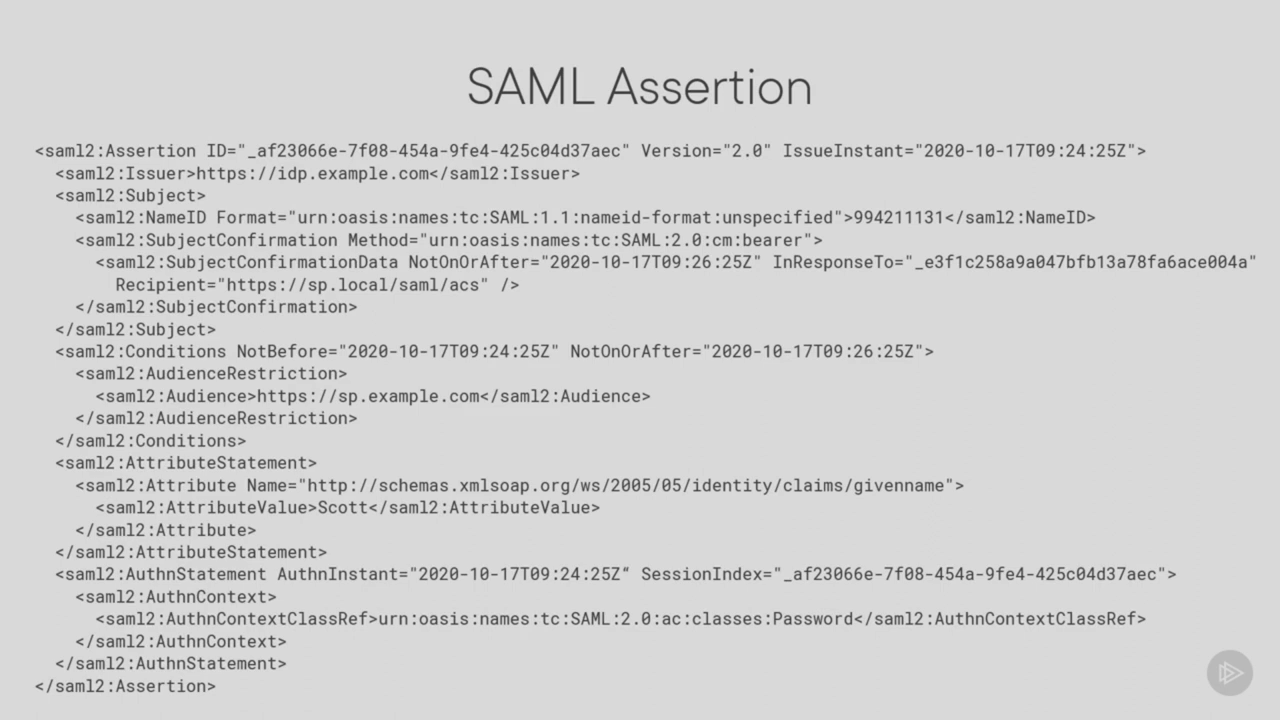 SAML Assertion
<saml2:Assertion ID="_af23066e-7f08-454a-9fe4-425c04d37aec" Version="2.0" IssueInstant="2020-10-17T09:24:25Z">
<saml2:Issuer>https://idp.example.com</saml2:Issuer>
<saml2:Subject>
<saml2:NameID Format="urn:oasis:names:tc:SAML:1.1:nameid-format:unspecified">994211131</saml2:NameID>
<saml2:SubjectConfirmation Method="urn:oasis:names:tc:SAML:2.0:cm:bearer">
<saml2:SubjectConfirmationData NotOnOrAfter="2020-10-17T09:26:25Z" InResponseTo="_e3f1c258a9a047bfb13a78fa6ace004a"
Recipient="https://sp.local/saml/acs" />
</saml2:SubjectConfirmation>
</saml2:Subject>
<saml2:Conditions NotBefore="2020-10-17T09:24:25Z" NotOnOrAfter="2020-10-17T09:26:25Z">
<saml2:AudienceRestriction>
<saml2:Audience>https://sp.example.com</saml2:Audience>
</saml2:AudienceRestriction>
</saml2:Conditions>
<saml2:AttributeStatement>
<saml2:Attribute Name="http://schemas.xmlsoap.org/ws/2005/05/identity/claims/givenname">
<saml2:AttributeValue>Scott</saml2:AttributeValue>
</saml2:Attribute>
</saml2:AttributeStatement>
<saml2:AuthnStatement AuthnInstant="2020-10-17T09:24:25Z“ SessionIndex="_af23066e-7f08-454a-9fe4-425c04d37aec">
<saml2:AuthnContext>
<saml2:AuthnContextClassRef>urn:oasis:names:tc:SAML:2.0:ac:classes:Password</saml2:AuthnContextClassRef>
</saml2:AuthnContext>
</saml2:AuthnStatement>
</saml2:Assertion>